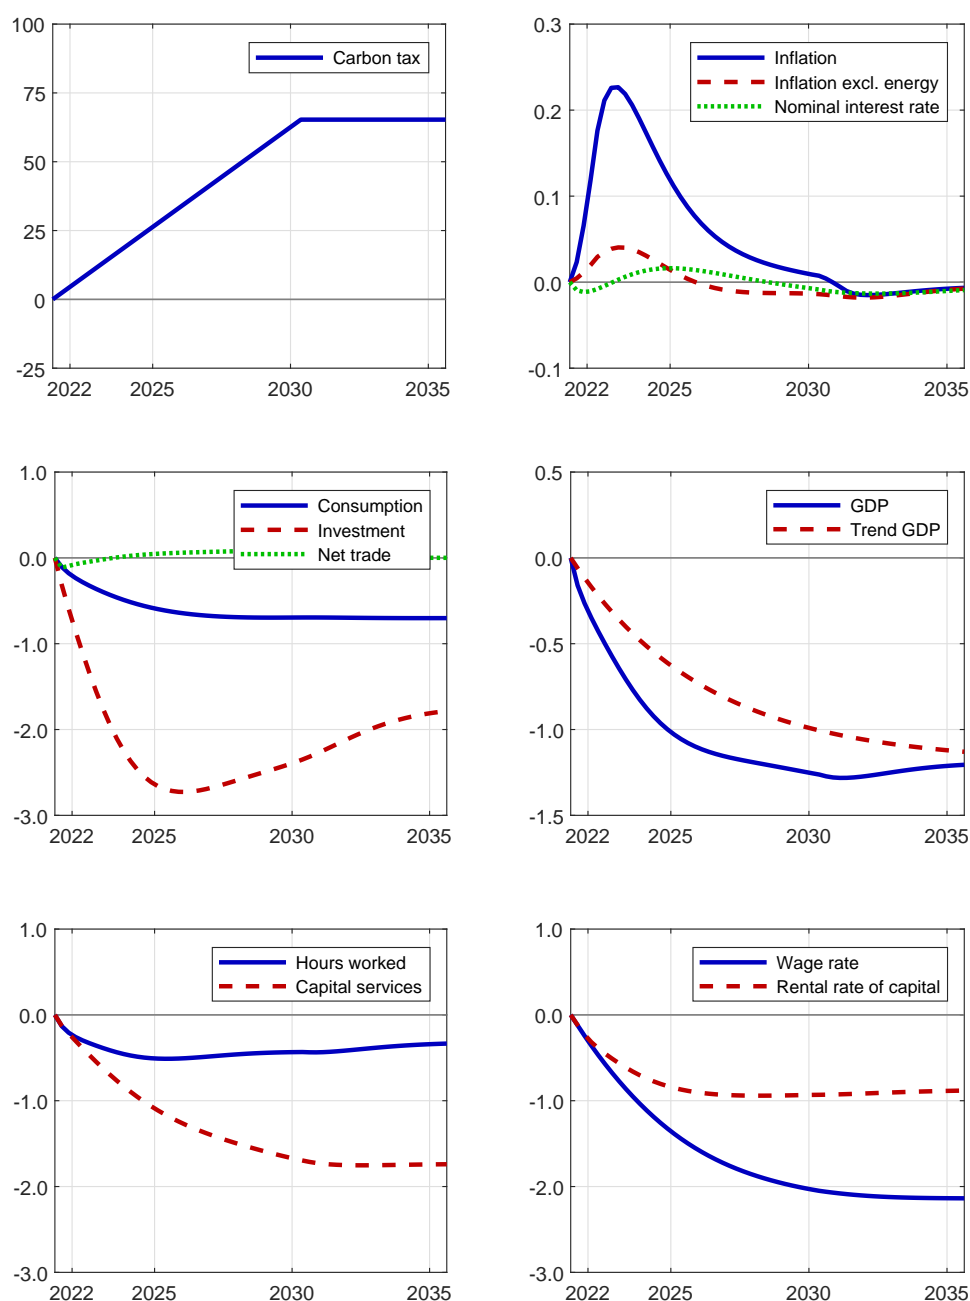 100
75
50
25
0
-25
2022 2025 2030 2035
Carbon tax
0.3
0.2
0.1
0.0
-0.1
2022 2025 2030 2035
Inflation
Inflation excl. energy
Nominal interest rate
1.0
0.0
-1.0
-2.0
-3.0
2022 2025 2030 2035
Consumption
Investment
Net trade
0.5
0.0
-0.5
-1.0
-1.5
2022 2025 2030 2035
GDP
Trend GDP
1.0
0.0
-1.0
-2.0
-3.0
2022 2025 2030 2035
Hours worked
Capital services
1.0
0.0
-1.0
-2.0
-3.0
2022 2025 2030 2035
Wage rate
Rental rate of capital